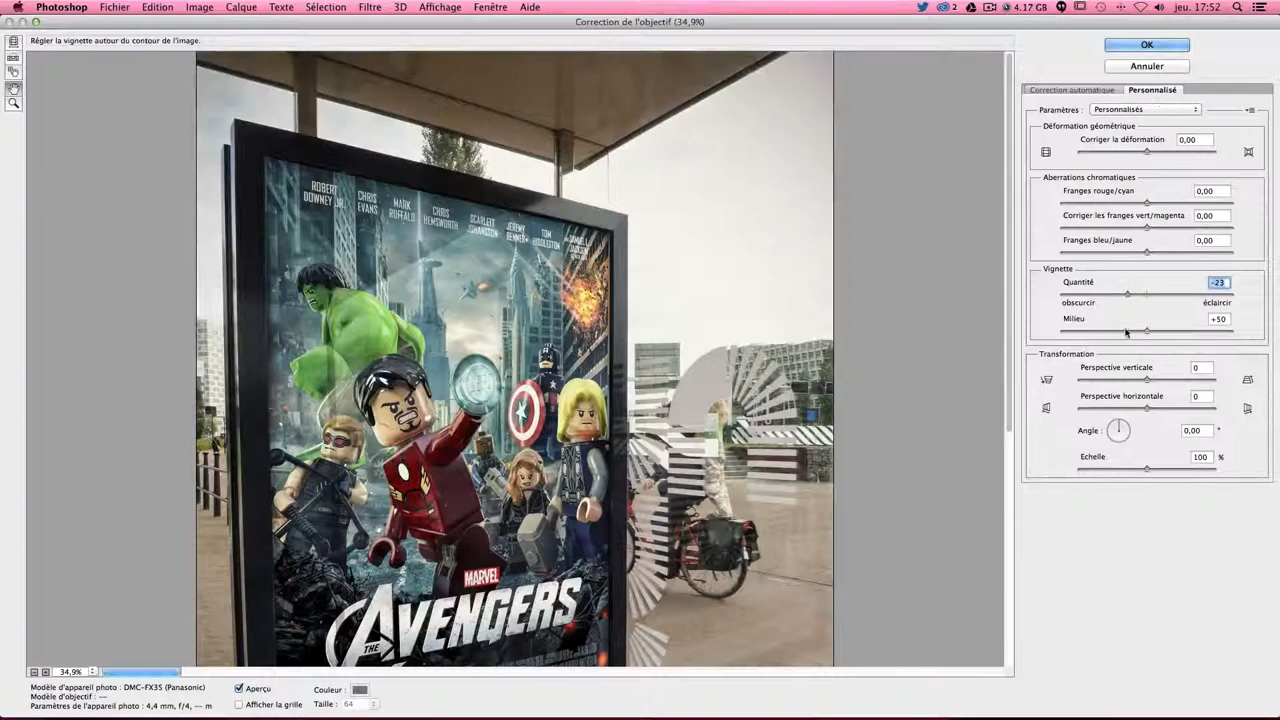 Photoshop Fichier Edition Image Calque Texte Sélection Filtre 3D Affichage Fenêtre Aide 2 4.17 GB jeu. 17:52
Correction de l'objectif (34,9%)
Régler la vignette autour du contour de l'image.
OK
Annuler
Correction automatique Personnalisé
Paramètres : Personnalisés
Déformation géométrique
Corriger la déformation 0,00
Aberrations chromatiques
Franges rouge/cyan 0,00
Corriger les franges vert/magenta 0,00
Franges bleu/jaune 0,00
Vignette
Quantité -23
obscurcir éclaircir
Milieu +50
Transformation
Perspective verticale 0
Perspective horizontale 0
Angle : 0,00 °
Echelle 100 %
ROBERT
DOWNEY JR.
CHRIS
EVANS
MARK
RUFFALO
CHRIS
HEMSWORTH
SCARLETT
JOHANSSON
JEREMY
RENNER
TOM
HIDDLESTON
MARVEL
THE
AVENGERS
34,9%
Modèle d'appareil photo : DMC-FX35 (Panasonic)
Modèle d'objectif : --
Paramètres de l'appareil photo : 4,4 mm, f/4, -- m
Aperçu
Afficher la grille
Couleur :
Taille : 64